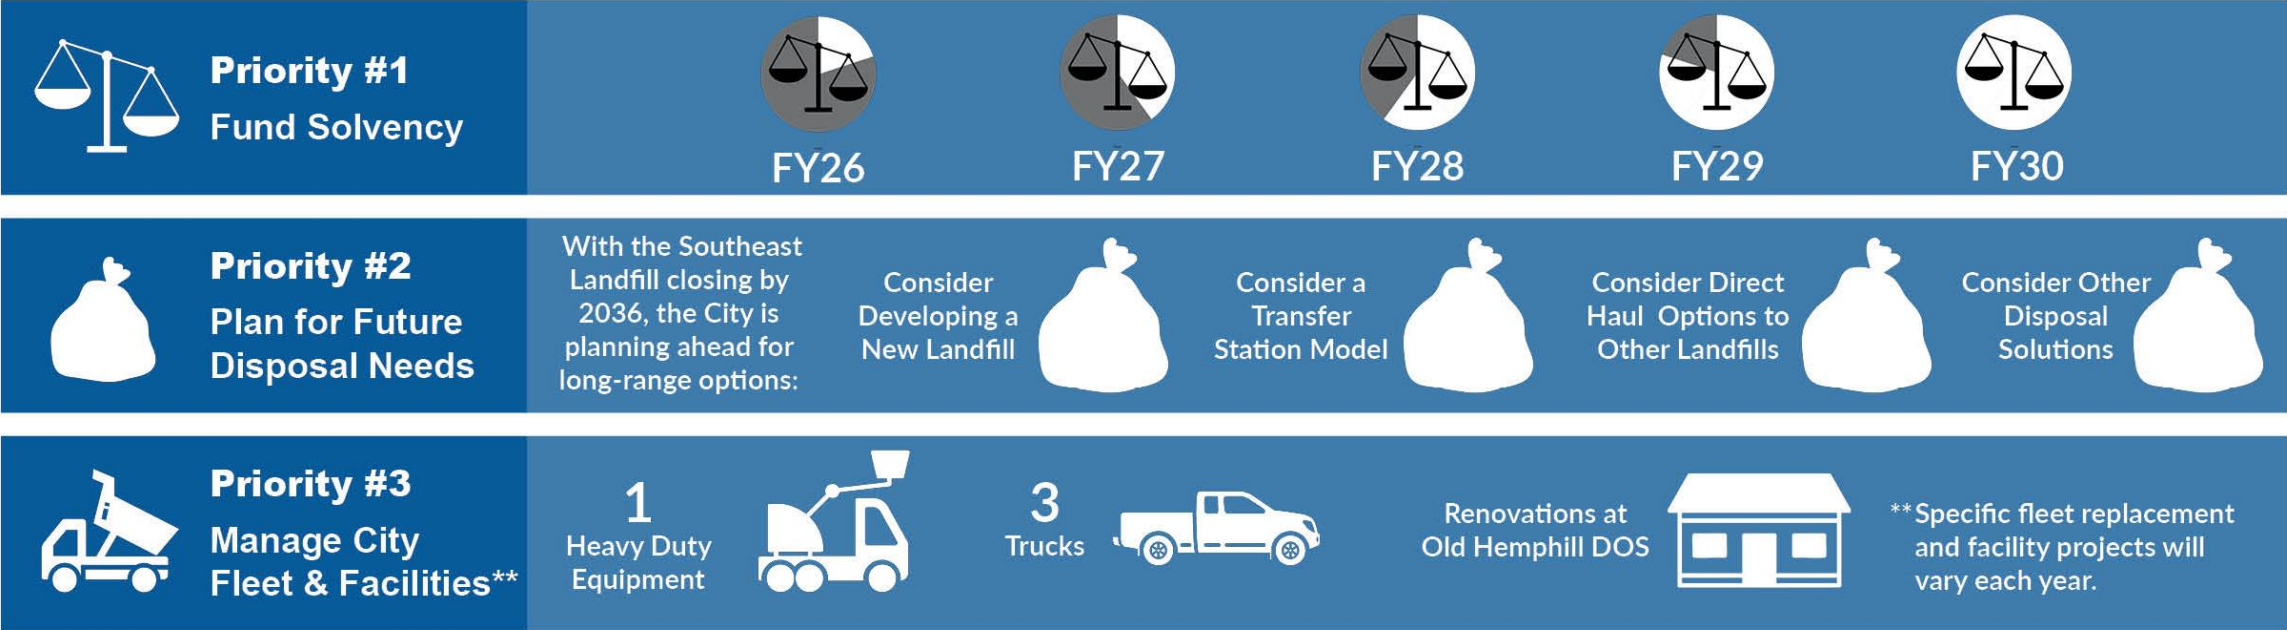 Priority #1
Fund Solvency
FY26
FY27
FY28
FY29
FY30
Priority #2
Plan for Future
Disposal Needs
With the Southeast
Landfill closing by
2036, the City is
planning ahead for
long-range options:
Consider
Developing a
New Landfill
Consider a
Transfer
Station Model
Consider Direct
Haul Options to
Other Landfills
Consider Other
Disposal
Solutions
Priority #3
Manage City
Fleet & Facilities**
1
Heavy Duty
Equipment
3
Trucks
Renovations at
Old Hemphill DOS
**Specific fleet replacement
and facility projects will
vary each year.